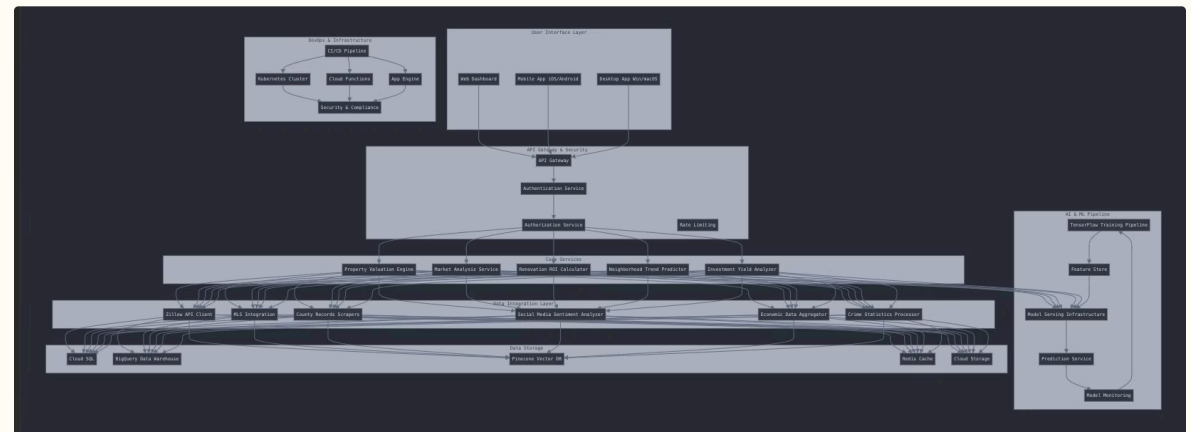 DevOps & Infrastructure
CI/CD Pipeline
Kubernetes Cluster
Cloud Functions
App Engine
Security & Compliance
User Interface Layer
Web Dashboard
Mobile App iOS/Android
Desktop App Win/macOS
API Gateway & Security
API Gateway
Authentication Service
Authorization Service
Rate Limiting
Core Services
Property Valuation Engine
Market Analysis Service
Renovation ROI Calculator
Neighborhood Trend Predictor
Investment Yield Analyzer
Data Integration Layer
Zillow API Client
MLS Integration
County Records Scrapers
Social Media Sentiment Analyzer
Economic Data Aggregator
Crime Statistics Processor
Data Storage
Cloud SQL
BigQuery Data Warehouse
Pinecone Vector DB
Redis Cache
Cloud Storage
AI & ML Pipeline
TensorFlow Training Pipeline
Feature Store
Model Serving Infrastructure
Prediction Service
Model Monitoring